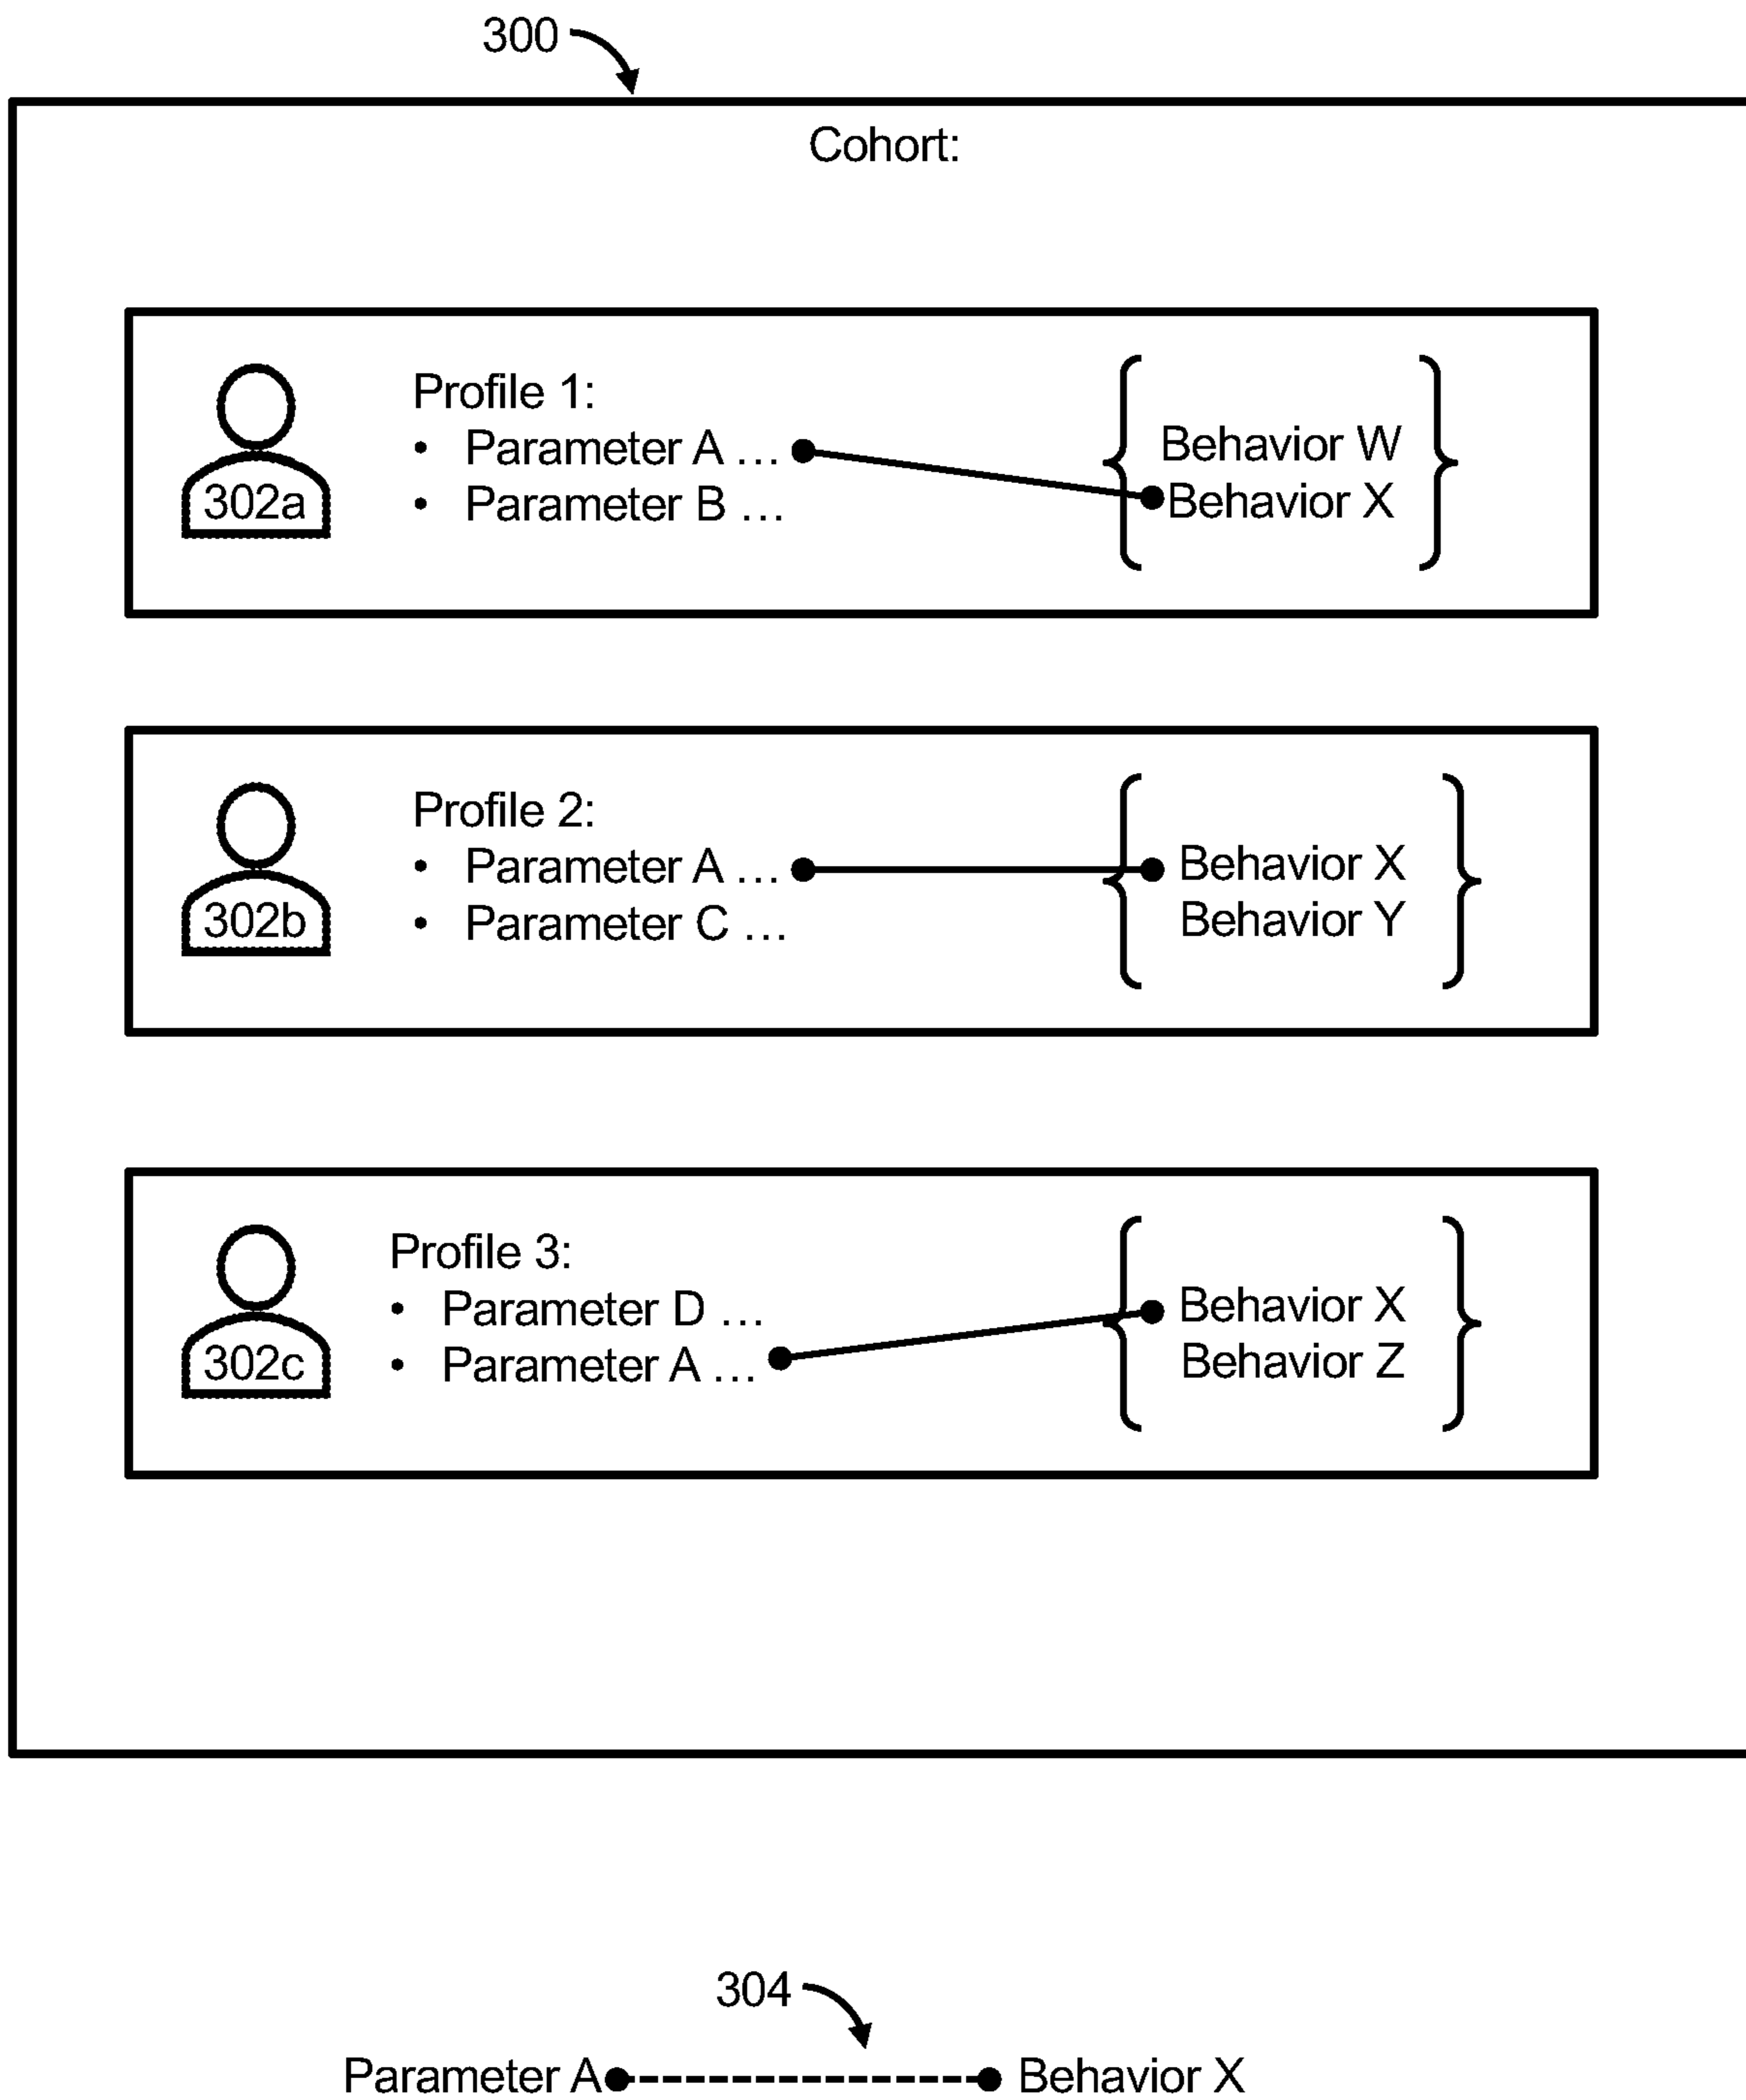 300
Cohort:
Profile 1:
• Parameter A ...
• Parameter B ...
302a
Behavior W
Behavior X
Profile 2:
• Parameter A ...
• Parameter C ...
302b
Behavior X
Behavior Y
Profile 3:
• Parameter D ...
• Parameter A ...
302c
Behavior X
Behavior Z
304
Parameter A
Behavior X